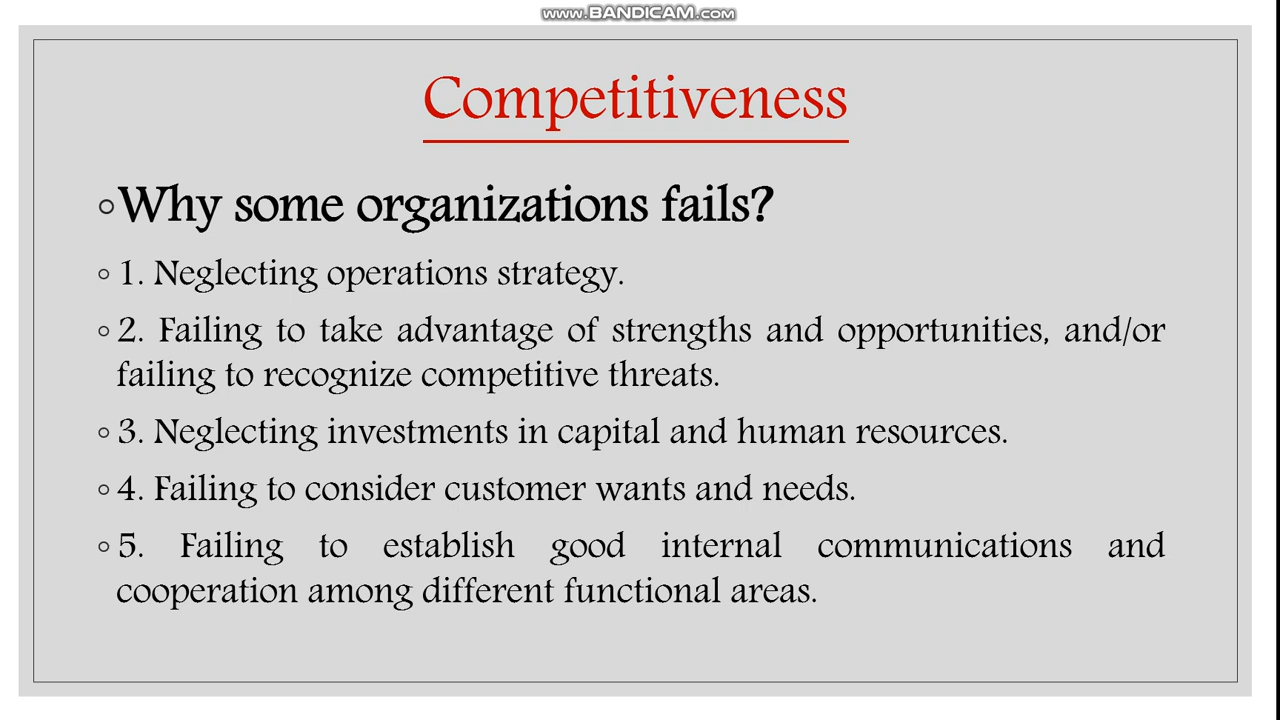 www.BANDICAM.com
Competitiveness
◦Why some organizations fails?
◦ 1. Neglecting operations strategy.
◦ 2. Failing to take advantage of strengths and opportunities, and/or
failing to recognize competitive threats.
◦ 3. Neglecting investments in capital and human resources.
◦ 4. Failing to consider customer wants and needs.
◦ 5. Failing to establish good internal communications and
cooperation among different functional areas.